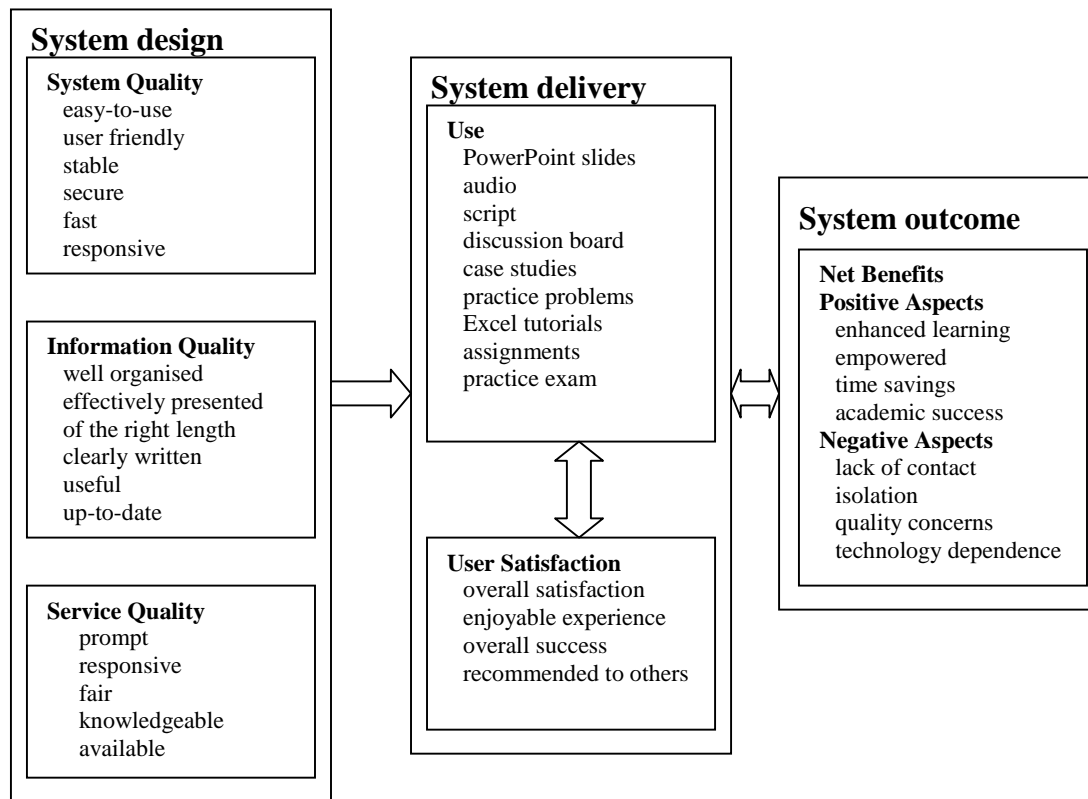 System design
System Quality
easy-to-use
user friendly
stable
secure
fast
responsive
Information Quality
well organised
effectively presented
of the right length
clearly written
useful
up-to-date
Service Quality
prompt
responsive
fair
knowledgeable
available
System delivery
Use
PowerPoint slides
audio
script
discussion board
case studies
practice problems
Excel tutorials
assignments
practice exam
User Satisfaction
overall satisfaction
enjoyable experience
overall success
recommended to others
System outcome
Net Benefits
Positive Aspects
enhanced learning
empowered
time savings
academic success
Negative Aspects
lack of contact
isolation
quality concerns
technology dependence